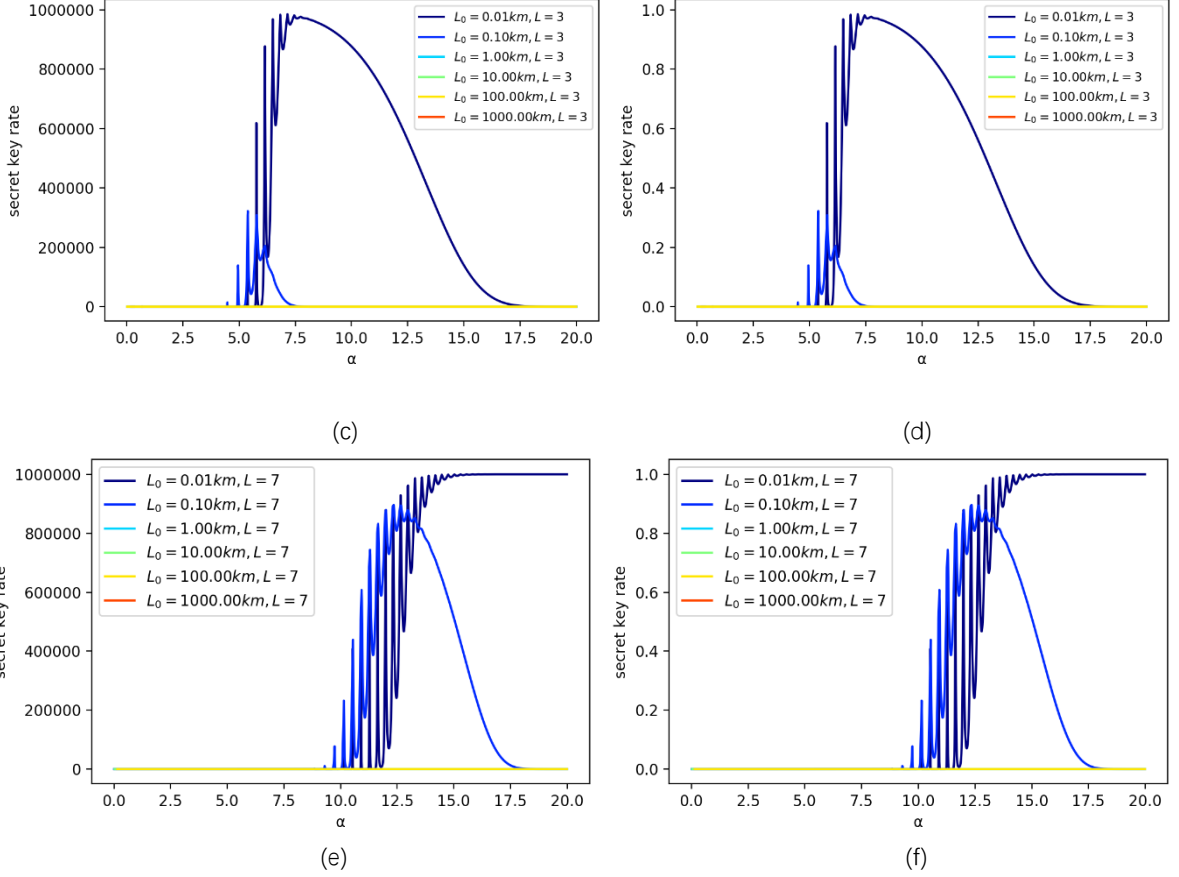 1000000
800000
600000
400000
200000
0
secret key rate
0.0 2.5 5.0 7.5 10.0 12.5 15.0 17.5 20.0
α
L₀ = 0.01km, L = 3
L₀ = 0.10km, L = 3
L₀ = 1.00km, L = 3
L₀ = 10.00km, L = 3
L₀ = 100.00km, L = 3
L₀ = 1000.00km, L = 3
(c)
1.0
0.8
0.6
0.4
0.2
0.0
secret key rate
0.0 2.5 5.0 7.5 10.0 12.5 15.0 17.5 20.0
α
L₀ = 0.01km, L = 3
L₀ = 0.10km, L = 3
L₀ = 1.00km, L = 3
L₀ = 10.00km, L = 3
L₀ = 100.00km, L = 3
L₀ = 1000.00km, L = 3
(d)
1000000
800000
600000
400000
200000
0
secret key rate
0.0 2.5 5.0 7.5 10.0 12.5 15.0 17.5 20.0
α
L₀ = 0.01km, L = 7
L₀ = 0.10km, L = 7
L₀ = 1.00km, L = 7
L₀ = 10.00km, L = 7
L₀ = 100.00km, L = 7
L₀ = 1000.00km, L = 7
(e)
1.0
0.8
0.6
0.4
0.2
0.0
secret key rate
0.0 2.5 5.0 7.5 10.0 12.5 15.0 17.5 20.0
α
L₀ = 0.01km, L = 7
L₀ = 0.10km, L = 7
L₀ = 1.00km, L = 7
L₀ = 10.00km, L = 7
L₀ = 100.00km, L = 7
L₀ = 1000.00km, L = 7
(f)